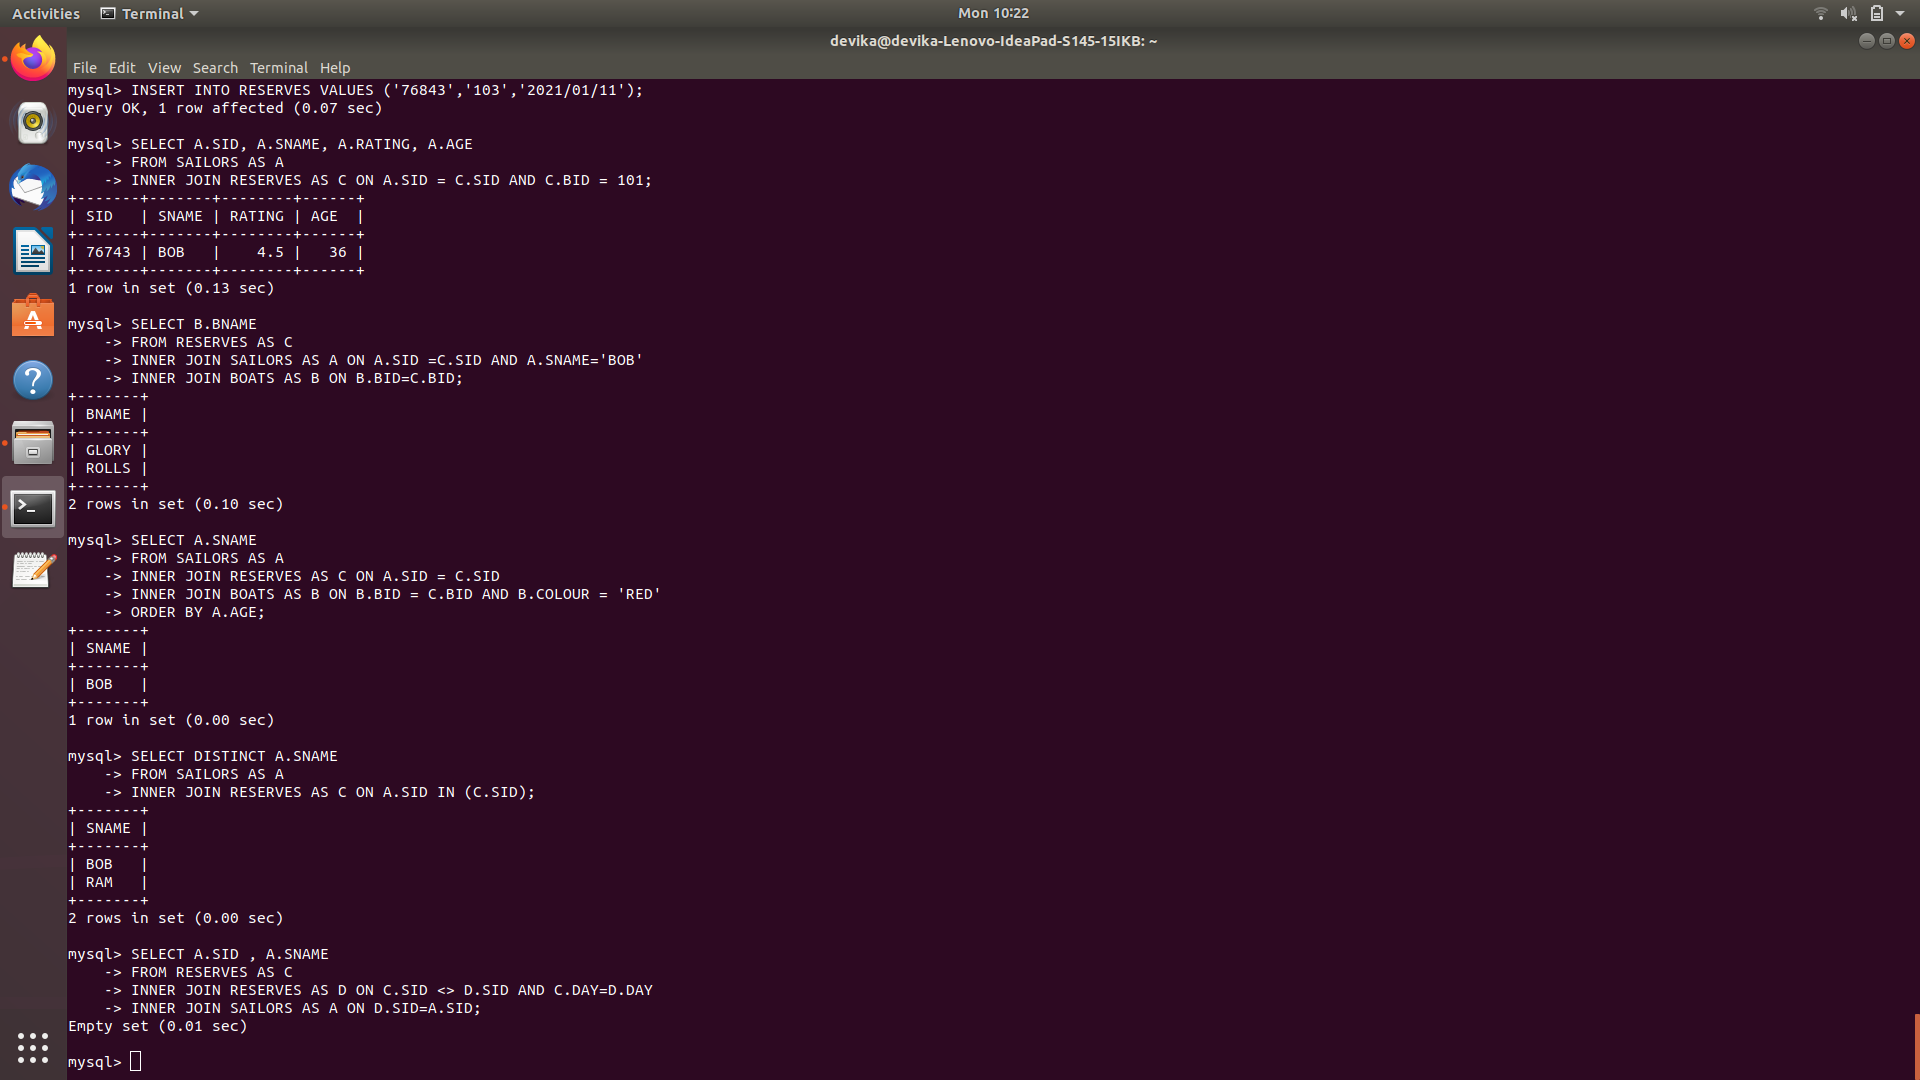 Activities Terminal Mon 10:22
devika@devika-Lenovo-IdeaPad-S145-15IKB: ~
File Edit View Search Terminal Help
mysql> INSERT INTO RESERVES VALUES ('76843','103','2021/01/11');
Query OK, 1 row affected (0.07 sec)
mysql> SELECT A.SID, A.SNAME, A.RATING, A.AGE
    -> FROM SAILORS AS A
    -> INNER JOIN RESERVES AS C ON A.SID = C.SID AND C.BID = 101;
+-------+-------+--------+------+
| SID   | SNAME | RATING | AGE  |
+-------+-------+--------+------+
| 76743 | BOB   |    4.5 |   36 |
+-------+-------+--------+------+
1 row in set (0.13 sec)
mysql> SELECT B.BNAME
    -> FROM RESERVES AS C
    -> INNER JOIN SAILORS AS A ON A.SID =C.SID AND A.SNAME='BOB'
    -> INNER JOIN BOATS AS B ON B.BID=C.BID;
+-------+
| BNAME |
+-------+
| GLORY |
| ROLLS |
+-------+
2 rows in set (0.10 sec)
mysql> SELECT A.SNAME
    -> FROM SAILORS AS A
    -> INNER JOIN RESERVES AS C ON A.SID = C.SID
    -> INNER JOIN BOATS AS B ON B.BID = C.BID AND B.COLOUR = 'RED'
    -> ORDER BY A.AGE;
+-------+
| SNAME |
+-------+
| BOB   |
+-------+
1 row in set (0.00 sec)
mysql> SELECT DISTINCT A.SNAME
    -> FROM SAILORS AS A
    -> INNER JOIN RESERVES AS C ON A.SID IN (C.SID);
+-------+
| SNAME |
+-------+
| BOB   |
| RAM   |
+-------+
2 rows in set (0.00 sec)
mysql> SELECT A.SID , A.SNAME
    -> FROM RESERVES AS C
    -> INNER JOIN RESERVES AS D ON C.SID <> D.SID AND C.DAY=D.DAY
    -> INNER JOIN SAILORS AS A ON D.SID=A.SID;
Empty set (0.01 sec)
mysql>